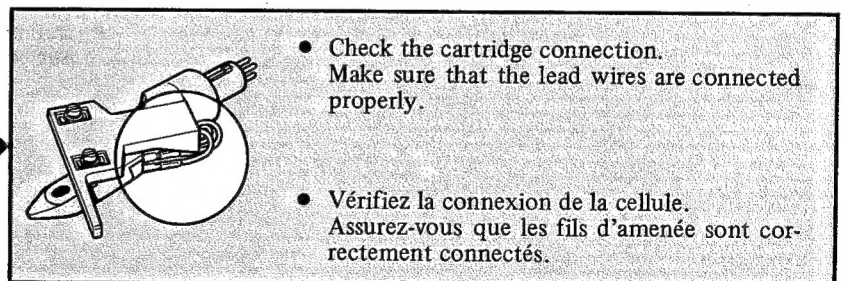 • Check the cartridge connection.
Make sure that the lead wires are connected
properly.
• Vérifiez la connexion de la cellule.
Assurez-vous que les fils d'amenée sont cor-
rectement connectés.